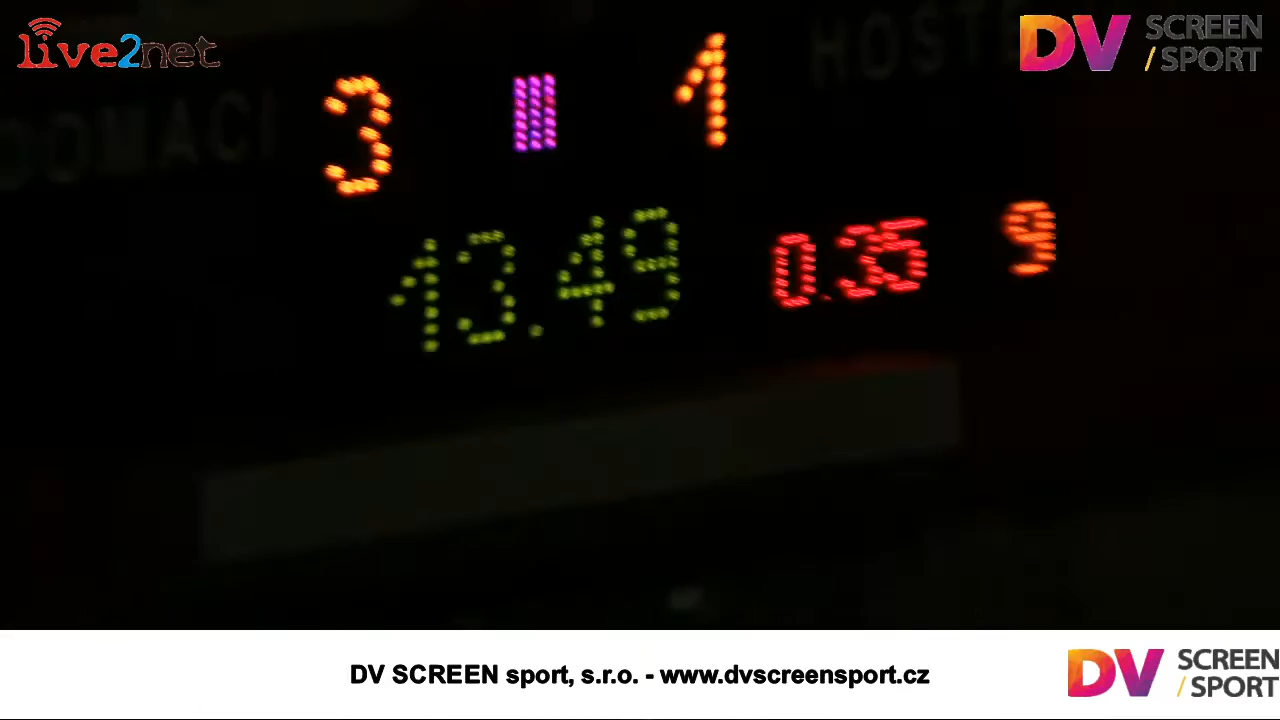 live2net
DV SCREEN
/ SPORT
DOMACI
3
1
13.49
0.35
9
DV SCREEN sport, s.r.o. - www.dvscreensport.cz
DV SCREEN
/ SPORT